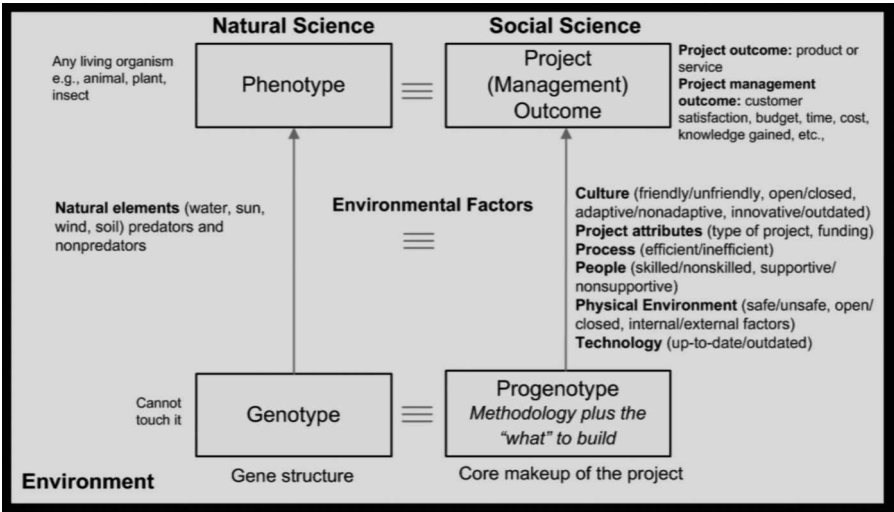 Natural Science
Social Science
Any living organism
e.g., animal, plant,
insect
Phenotype
Project
(Management)
Outcome
Project outcome: product or
service
Project management
outcome: customer
satisfaction, budget, time, cost,
knowledge gained, etc.,
Natural elements (water, sun,
wind, soil) predators and
nonpredators
Environmental Factors
Culture (friendly/unfriendly, open/closed,
adaptive/nonadaptive, innovative/outdated)
Project attributes (type of project, funding)
Process (efficient/inefficient)
People (skilled/nonskilled, supportive/
nonsupportive)
Physical Environment (safe/unsafe, open/
closed, internal/external factors)
Technology (up-to-date/outdated)
Cannot
touch it
Genotype
Progenotype
Methodology plus the
“what” to build
Gene structure
Core makeup of the project
Environment